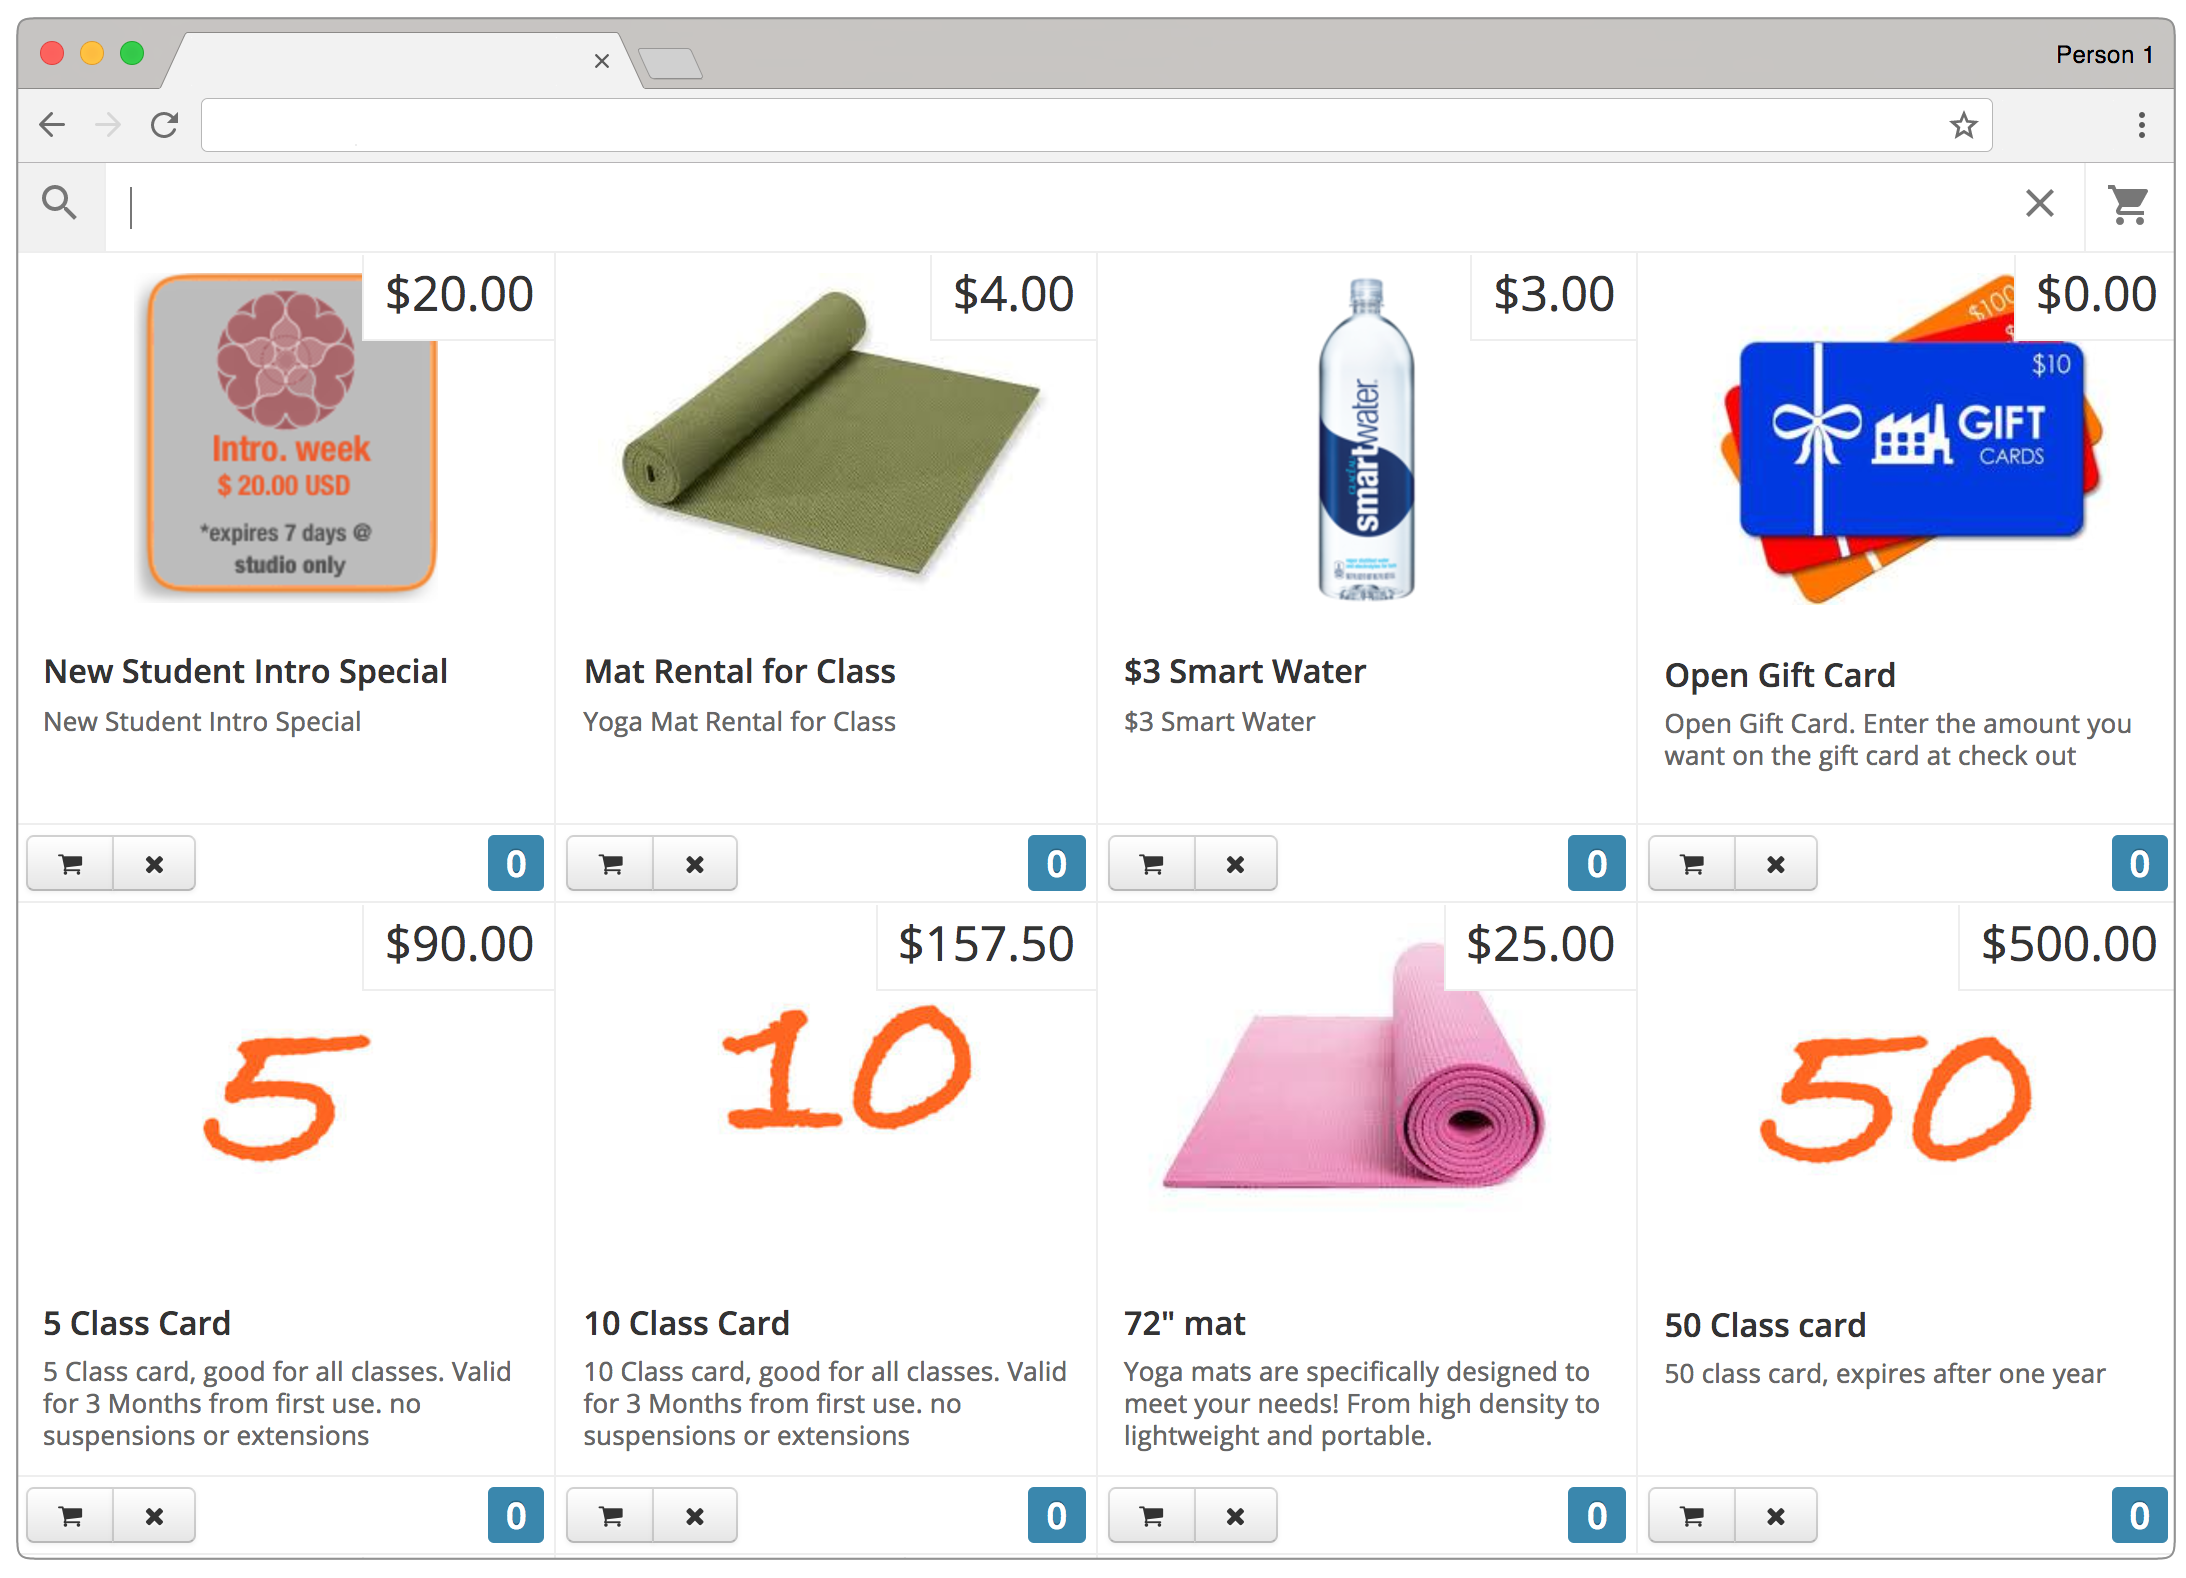 Person 1
$20.00
Intro. week
$ 20.00 USD
*expires 7 days @
studio only
New Student Intro Special
New Student Intro Special
0
$4.00
Mat Rental for Class
Yoga Mat Rental for Class
0
$3.00
smartwater
$3 Smart Water
$3 Smart Water
0
$0.00
$100
$
$10
GIFT
CARDS
Open Gift Card
Open Gift Card. Enter the amount you
want on the gift card at check out
0
$90.00
5
5 Class Card
5 Class card, good for all classes. Valid
for 3 Months from first use. no
suspensions or extensions
0
$157.50
10
10 Class Card
10 Class card, good for all classes. Valid
for 3 Months from first use. no
suspensions or extensions
0
$25.00
72" mat
Yoga mats are specifically designed to
meet your needs! From high density to
lightweight and portable.
0
$500.00
50
50 Class card
50 class card, expires after one year
0